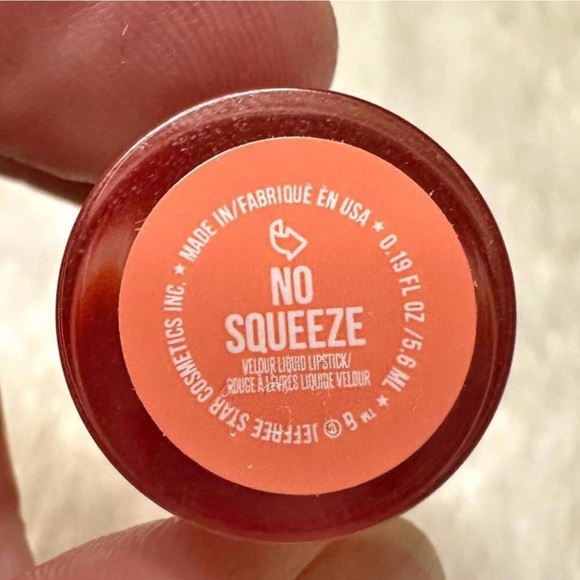 NO
SQUEEZE
VELOUR LIQUID LIPSTICK/
ROUGE À LÈVRES LIQUIDE VELOUR
★ MADE IN/FABRIQUÉ EN USA ★ 0.19 FL OZ / 5.6 ML ★ & ™ © JEFFREE STAR COSMETICS INC.